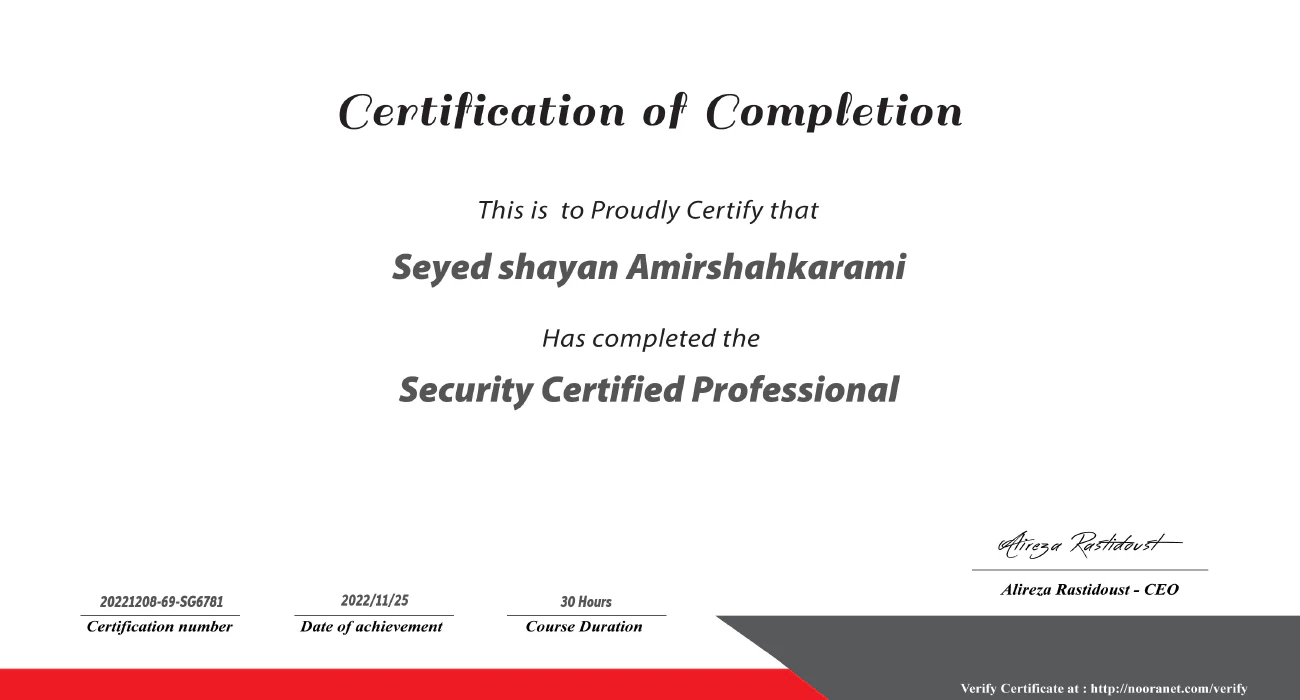 Certification of Completion
This is to Proudly Certify that
Seyed shayan Amirshahkarami
Has completed the
Security Certified Professional
Alireza Rastidoust
Alireza Rastidoust - CEO
20221208-69-SG6781
2022/11/25
30 Hours
Certification number
Date of achievement
Course Duration
Verify Certificate at : http://nooranet.com/verify